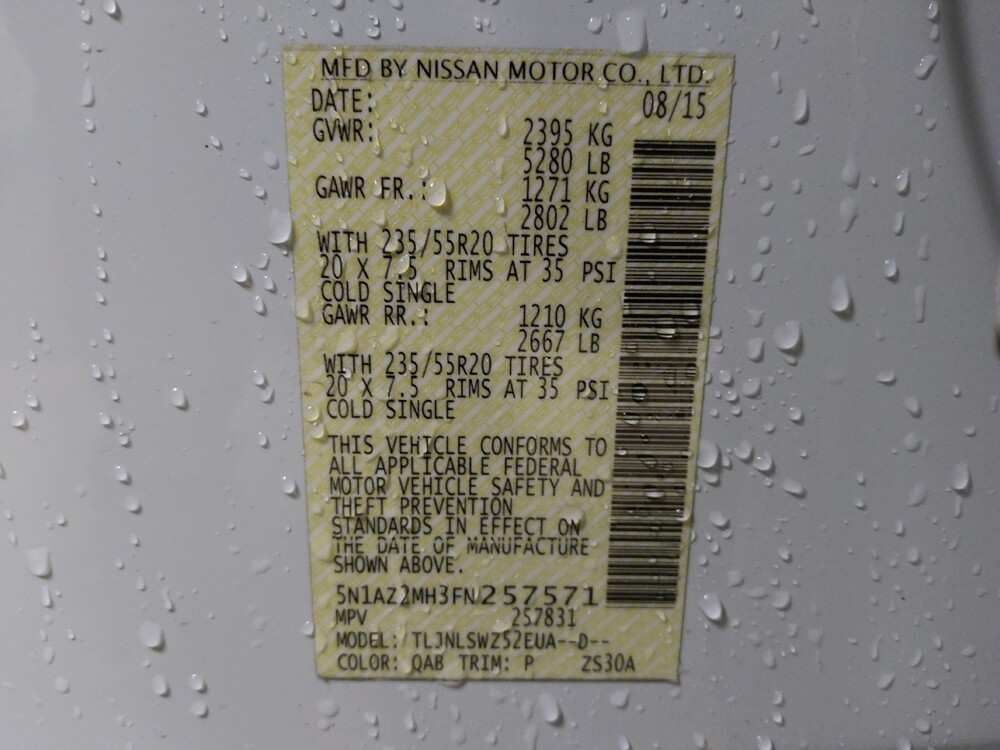 MFD BY NISSAN MOTOR CO., LTD.
DATE: 08/15
GVWR: 2395 KG
5280 LB
GAWR FR.: 1271 KG
2802 LB
WITH 235/55R20 TIRES
20 X 7.5 RIMS AT 35 PSI
COLD SINGLE
GAWR RR.: 1210 KG
2667 LB
WITH 235/55R20 TIRES
20 X 7.5 RIMS AT 35 PSI
COLD SINGLE
THIS VEHICLE CONFORMS TO
ALL APPLICABLE FEDERAL
MOTOR VEHICLE SAFETY AND
THEFT PREVENTION
STANDARDS IN EFFECT ON
THE DATE OF MANUFACTURE
SHOWN ABOVE.
5N1AZ2MH3FN257571
MPV 257831
MODEL: TLJNLSWZ52EUA--D--
COLOR: QAB TRIM: P ZS30A